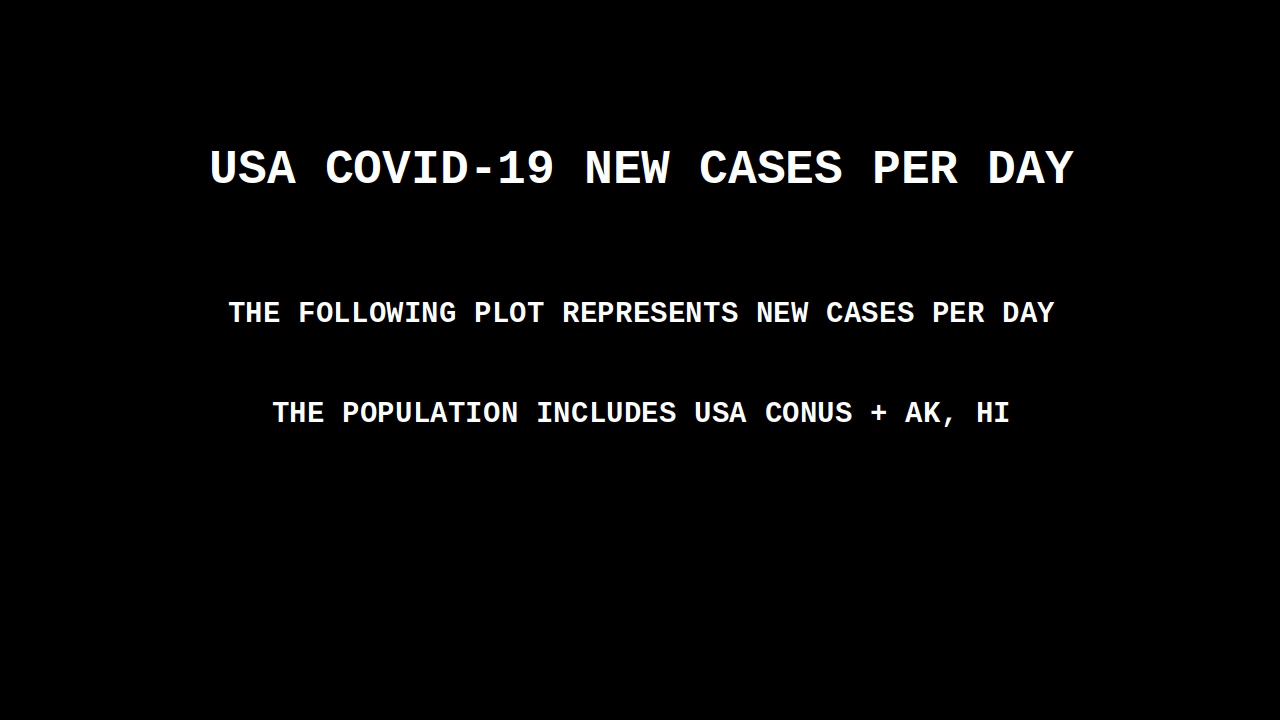 USA COVID-19 NEW CASES PER DAY
THE FOLLOWING PLOT REPRESENTS NEW CASES PER DAY
THE POPULATION INCLUDES USA CONUS + AK, HI